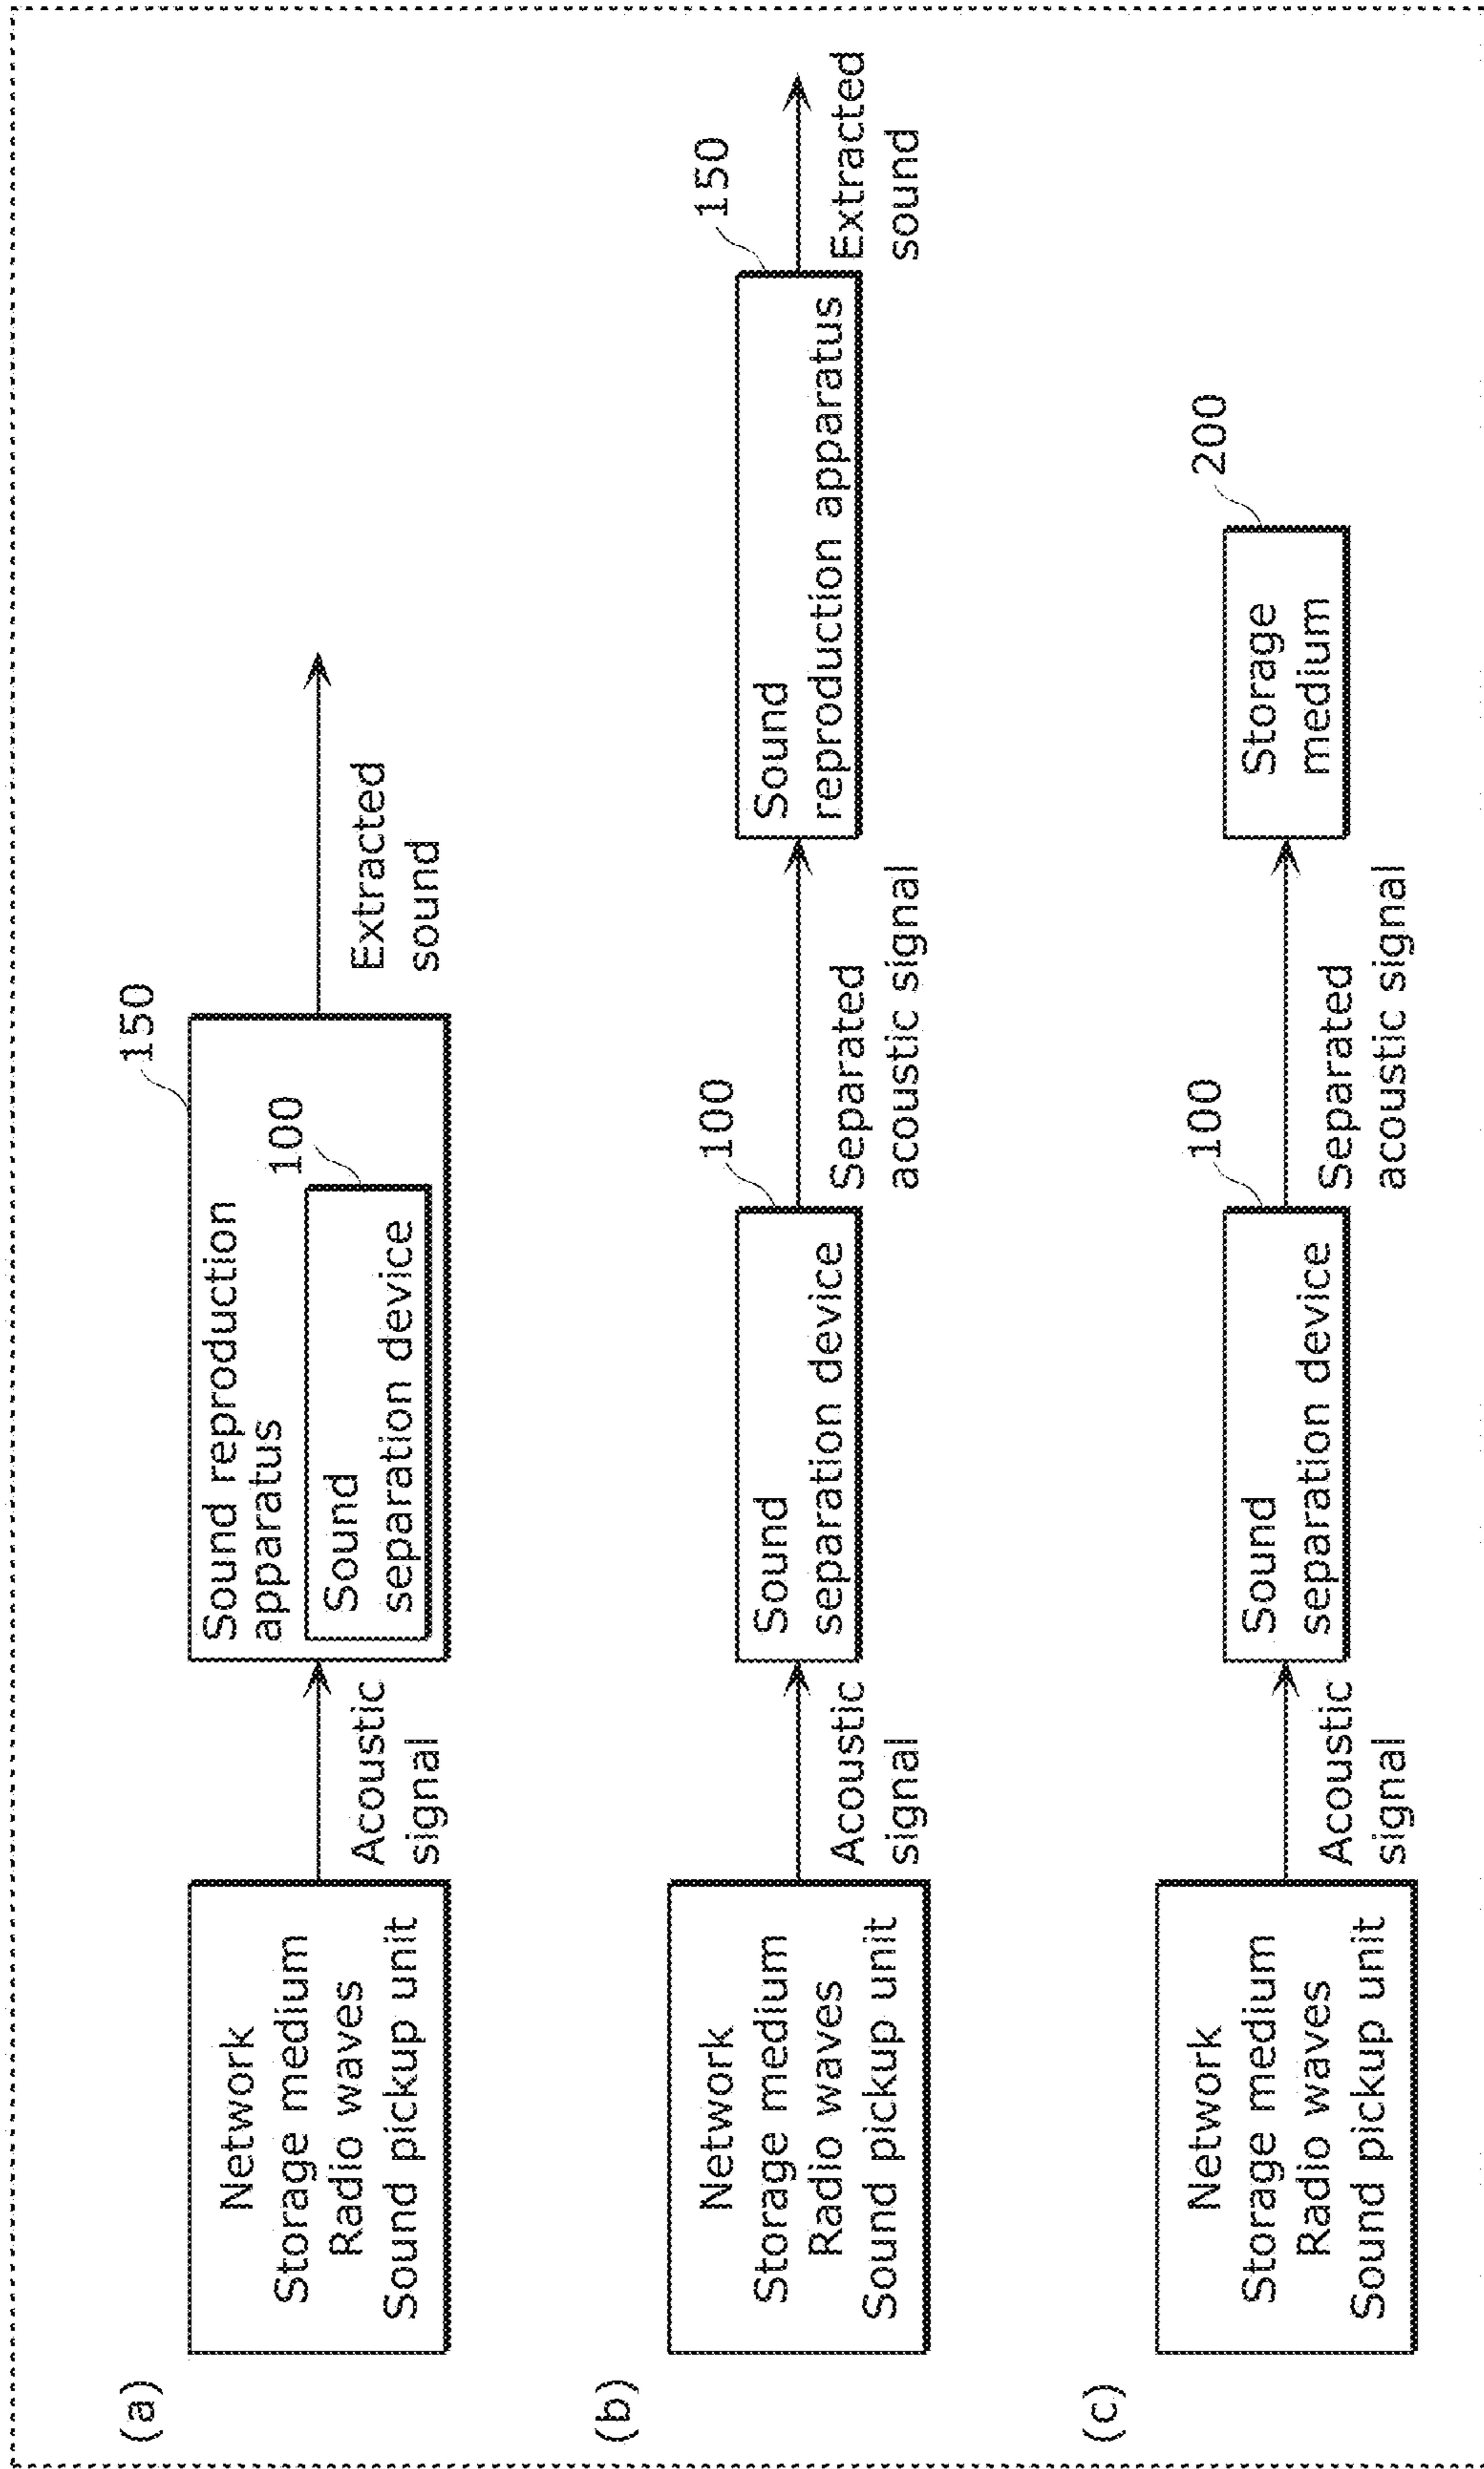 (a)
Network
Storage medium
Radio waves
Sound pickup unit
Acoustic
signal
150
Sound reproduction
apparatus
100
Sound
separation device
Extracted
sound
(b)
Network
Storage medium
Radio waves
Sound pickup unit
Acoustic
signal
100
Sound
separation device
Separated
acoustic signal
150
Sound
reproduction apparatus
Extracted
sound
(c)
Network
Storage medium
Radio waves
Sound pickup unit
Acoustic
signal
100
Sound
separation device
Separated
acoustic signal
200
Storage
medium